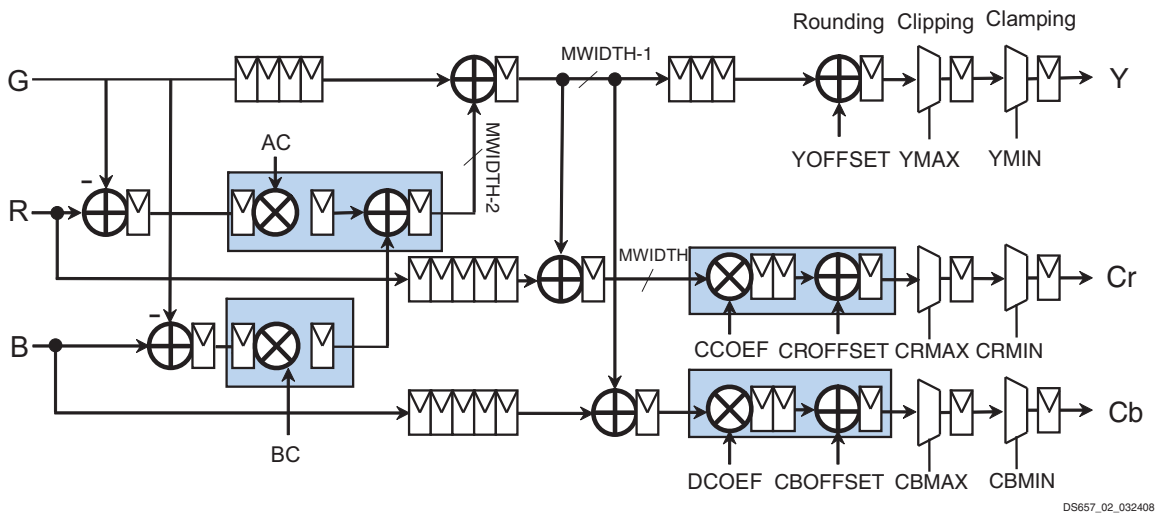 Rounding Clipping Clamping
MWIDTH-1
G
Y
MWIDTH-2
AC
YOFFSET YMAX YMIN
−
R
MWIDTH
Cr
−
CCOEF CROFFSET CRMAX CRMIN
B
Cb
BC
DCOEF CBOFFSET CBMAX CBMIN
DS657_02_032408